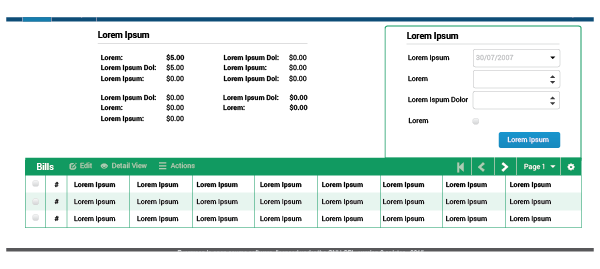 Lorem Ipsum
Lorem: $5.00 Lorem Ipsum Dol: $0.00
Lorem Ipsum Dol: $5.00 Lorem Ipsum: $0.00
Lorem Ipsum: $0.00 Lorem Ipsum Dol: $0.00
Lorem Ipsum Dol: $0.00 Lorem Ipsum Dol: $0.00
Lorem: $0.00 Lorem: $0.00
Lorem Ipsum: $0.00
Lorem Ipsum
Lorem Ipsum 30/07/2007
Lorem
Lorem Ispum Dolor
Lorem
Lorem Ipsum
Bills Edit Detail View Actions Page 1
# Lorem Ipsum Lorem Ipsum Lorem Ipsum Lorem Ipsum Lorem Ipsum Lorem Ipsum Lorem Ipsum Lorem Ipsum
# Lorem Ipsum Lorem Ipsum Lorem Ipsum Lorem Ipsum Lorem Ipsum Lorem Ipsum Lorem Ipsum Lorem Ipsum
# Lorem Ipsum Lorem Ipsum Lorem Ipsum Lorem Ipsum Lorem Ipsum Lorem Ipsum Lorem Ipsum Lorem Ipsum